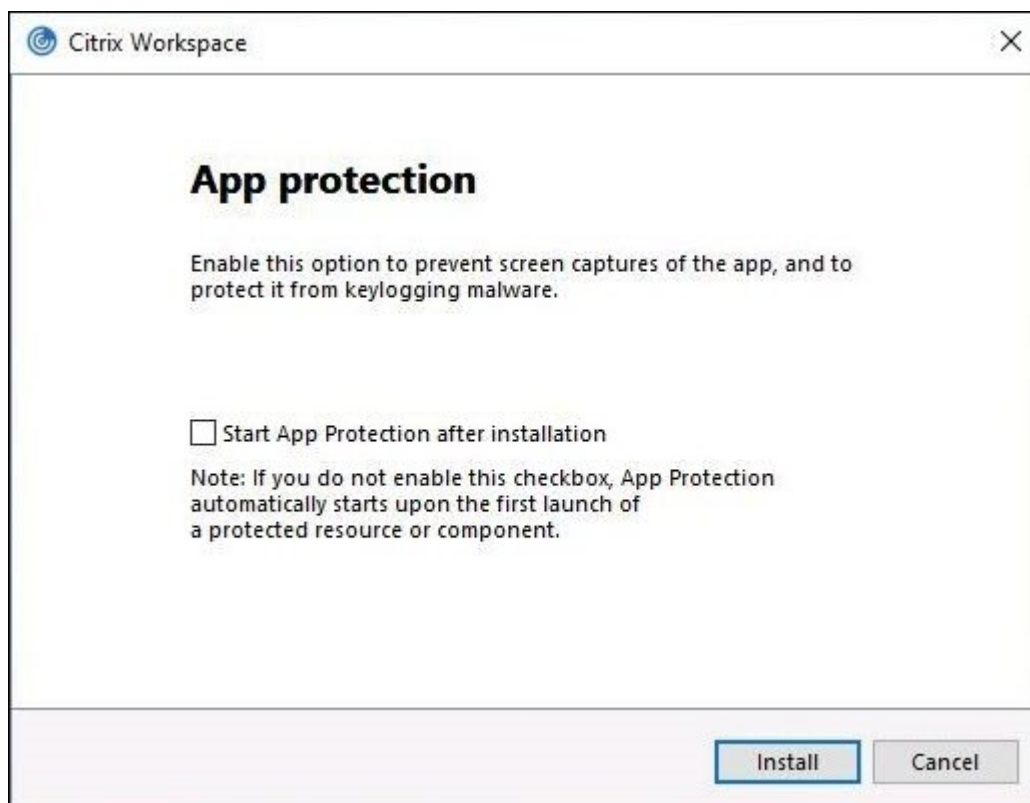 Citrix Workspace
App protection
Enable this option to prevent screen captures of the app, and to
protect it from keylogging malware.
Start App Protection after installation
Note: If you do not enable this checkbox, App Protection
automatically starts upon the first launch of
a protected resource or component.
Install
Cancel